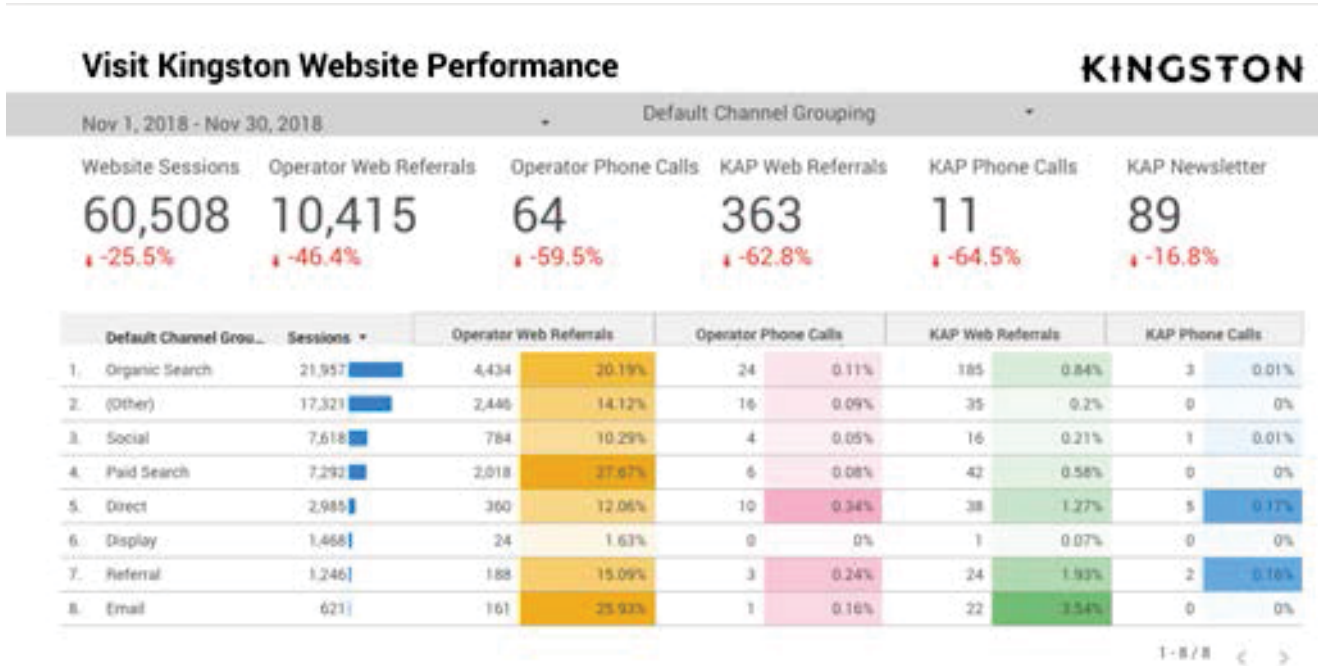 Visit Kingston Website Performance KINGSTON
Nov 1, 2018 - Nov 30, 2018 Default Channel Grouping
Website Sessions Operator Web Referrals Operator Phone Calls KAP Web Referrals KAP Phone Calls KAP Newsletter
60,508 10,415 64 363 11 89
-25.5% -46.4% -59.5% -62.8% -64.5% -16.8%
Default Channel Grou... Sessions Operator Web Referrals Operator Phone Calls KAP Web Referrals KAP Phone Calls
1. Organic Search 21,957 4,434 20.19% 24 0.11% 185 0.84% 3 0.01%
2. (Other) 17,321 2,446 14.12% 16 0.09% 35 0.2% 0 0%
3. Social 7,618 784 10.29% 4 0.05% 16 0.21% 1 0.01%
4. Paid Search 7,292 2,018 27.67% 6 0.08% 42 0.58% 0 0%
5. Direct 2,985 360 12.06% 10 0.34% 38 1.27% 5 0.17%
6. Display 1,468 24 1.63% 0 0% 1 0.07% 0 0%
7. Referral 1,246 188 15.09% 3 0.24% 24 1.93% 2 0.16%
8. Email 621 161 25.93% 1 0.16% 22 3.54% 0 0%
1 - 8 / 8 < >